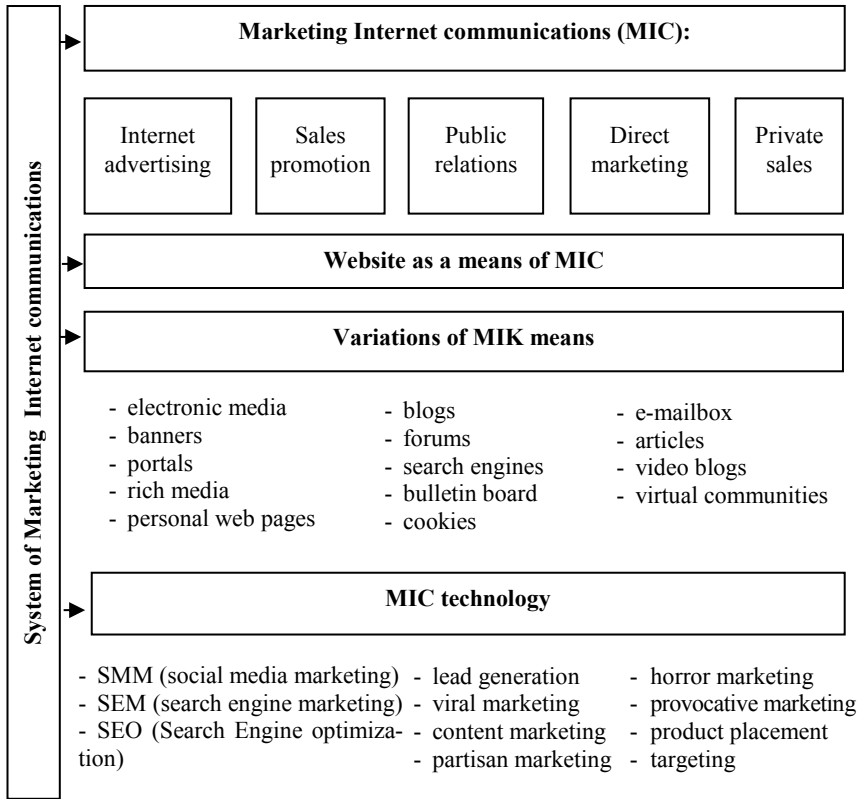 System of Marketing Internet communications
Marketing Internet communications (MIC):
Internet
advertising
Sales
promotion
Public
relations
Direct
marketing
Private
sales
Website as a means of MIC
Variations of MIK means
- electronic media
- banners
- portals
- rich media
- personal web pages
- blogs
- forums
- search engines
- bulletin board
- cookies
- e-mailbox
- articles
- video blogs
- virtual communities
MIC technology
- SMM (social media marketing)
- SEM (search engine marketing)
- SEO (Search Engine optimiza-
tion)
- lead generation
- viral marketing
- content marketing
- partisan marketing
- horror marketing
- provocative marketing
- product placement
- targeting